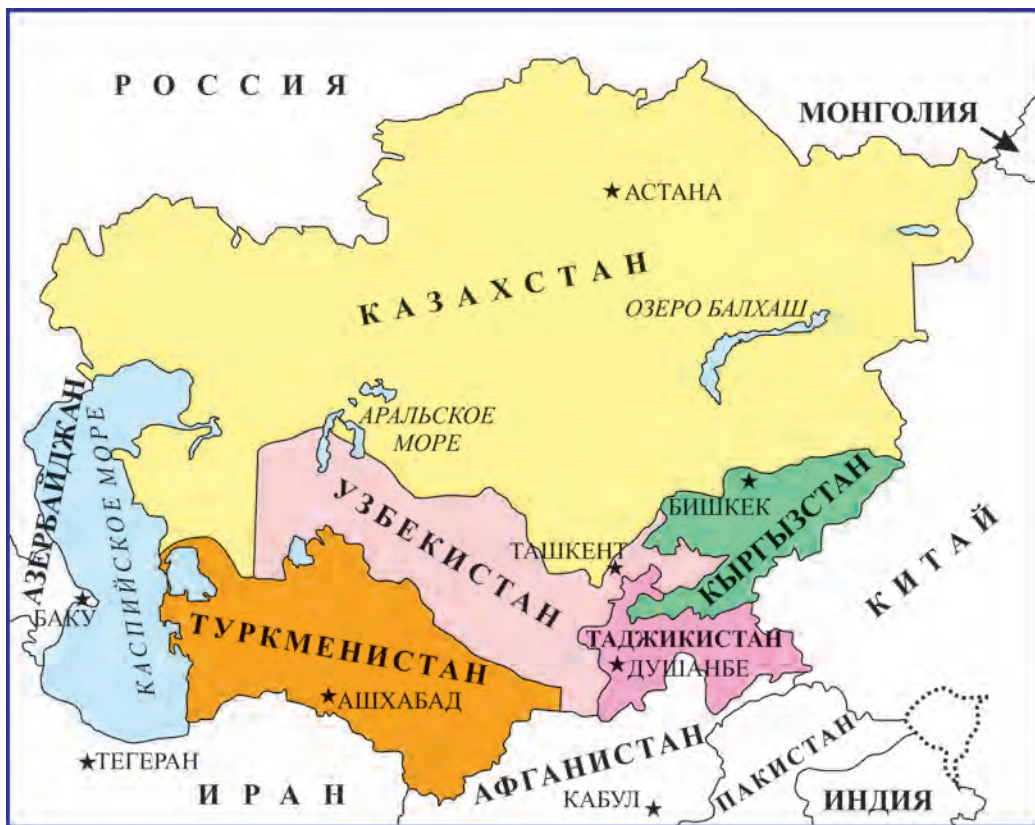 РОССИЯ
МОНГОЛИЯ
АСТАНА
КАЗАХСТАН
ОЗЕРО БАЛХАШ
АЗЕРБАЙДЖАН
КАСПИЙСКОЕ МОРЕ
АРАЛЬСКОЕ
МОРЕ
УЗБЕКИСТАН
БИШКЕК
КЫРГЫЗСТАН
ТАШКЕНТ
КИТАЙ
БАКУ
ТУРКМЕНИСТАН
ТАДЖИКИСТАН
ДУШАНБЕ
АШХАБАД
ТЕГЕРАН
ИРАН
АФГАНИСТАН
КАБУЛ
ПАКИСТАН
ИНДИЯ